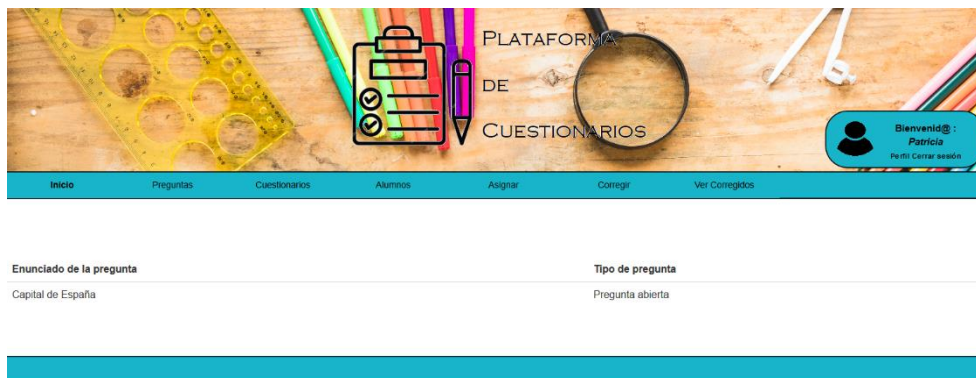 PLATAFORMA
DE
CUESTIONARIOS
Bienvenid@ :
Patricia
Perfil Cerrar sesión
Inicio Preguntas Cuestionarios Alumnos Asignar Corregir Ver Corregidos
Enunciado de la pregunta Tipo de pregunta
Capital de España Pregunta abierta